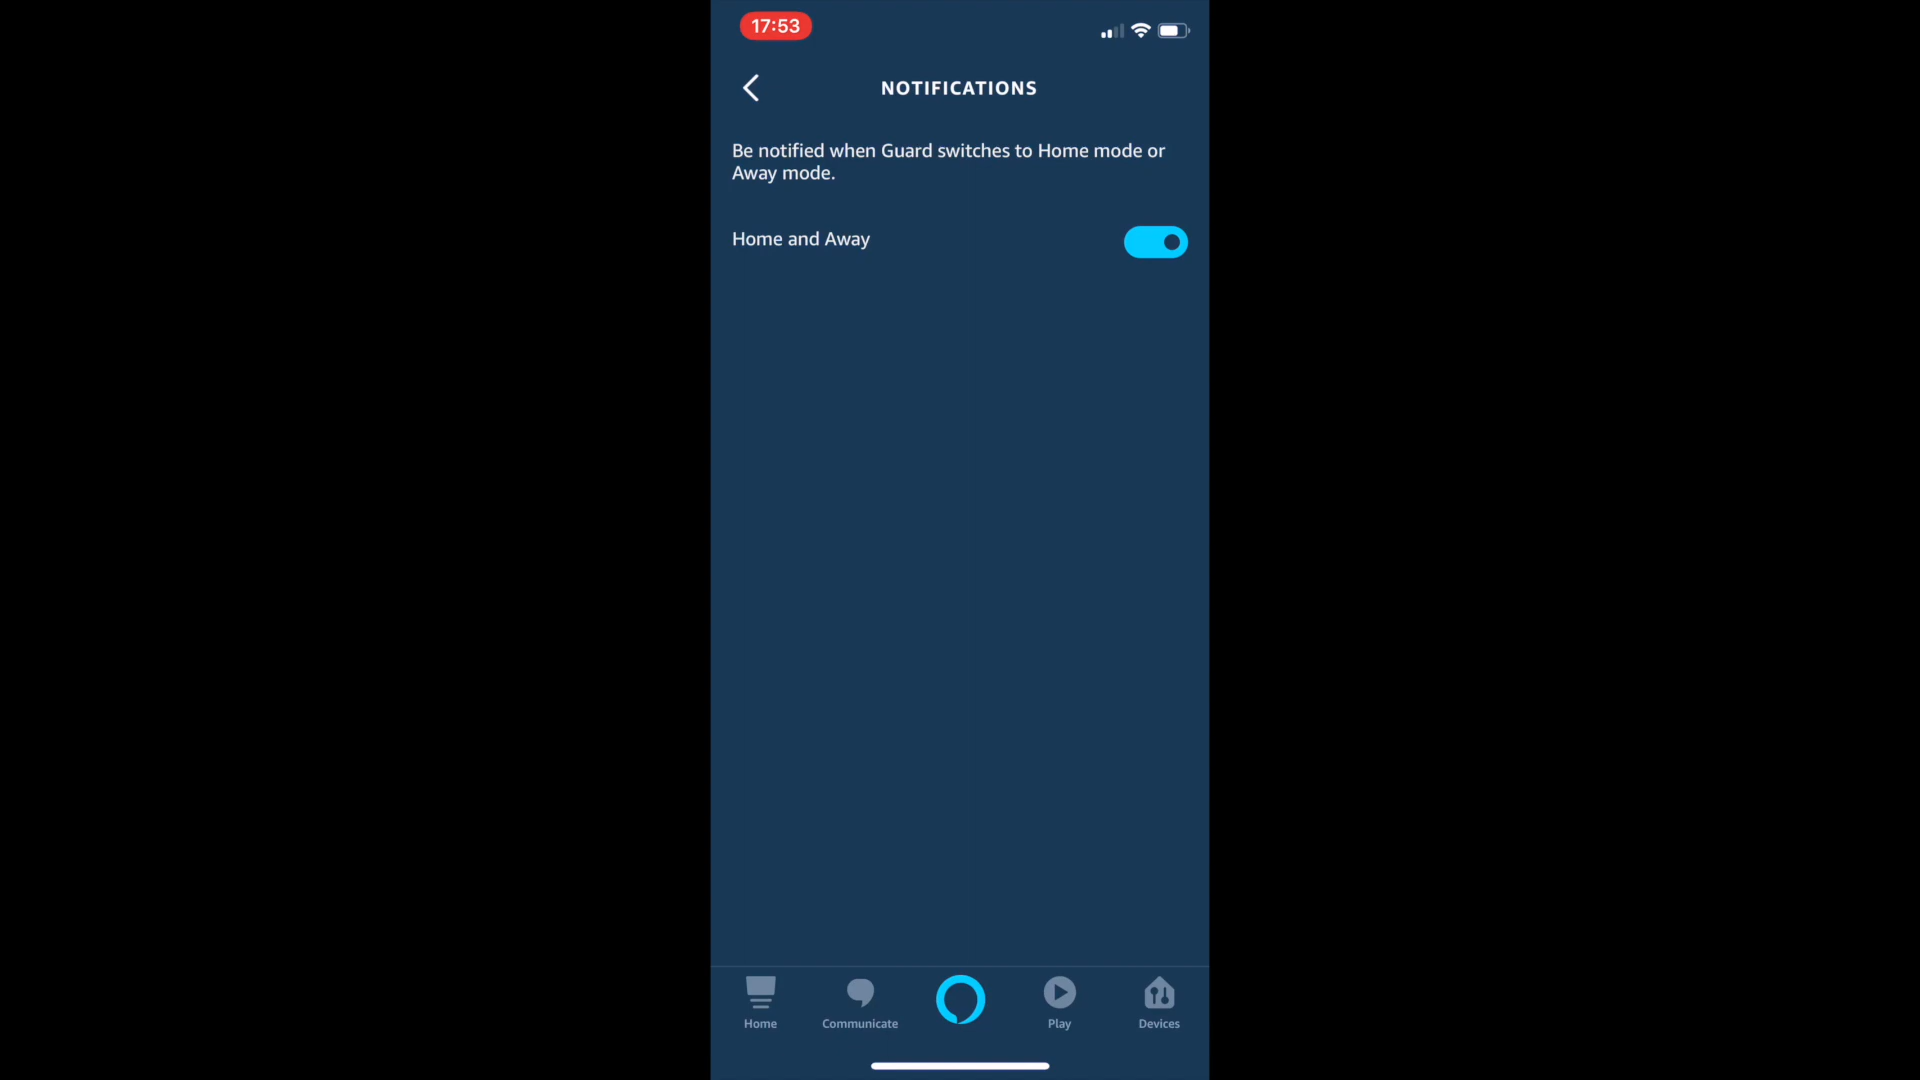 17:53
NOTIFICATIONS
Be notified when Guard switches to Home mode or
Away mode.
Home and Away
Home
Communicate
Play
Devices